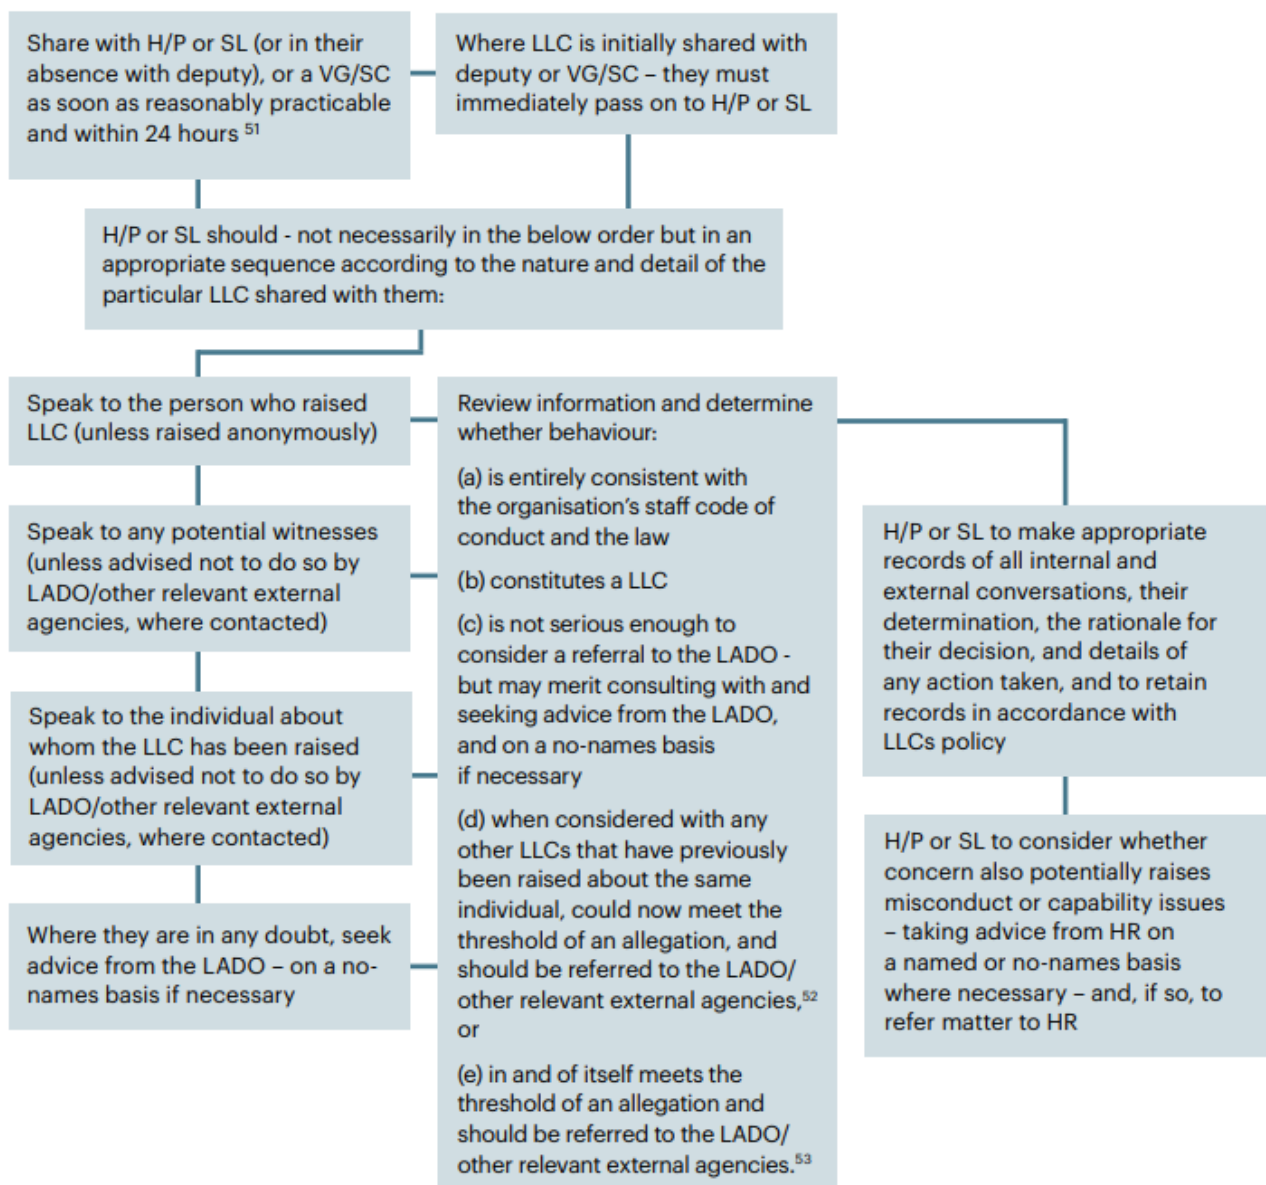 Share with H/P or SL (or in their
absence with deputy), or a VG/SC
as soon as reasonably practicable
and within 24 hours 51
Where LLC is initially shared with
deputy or VG/SC – they must
immediately pass on to H/P or SL
H/P or SL should - not necessarily in the below order but in an
appropriate sequence according to the nature and detail of the
particular LLC shared with them:
Speak to the person who raised
LLC (unless raised anonymously)
Speak to any potential witnesses
(unless advised not to do so by
LADO/other relevant external
agencies, where contacted)
Speak to the individual about
whom the LLC has been raised
(unless advised not to do so by
LADO/other relevant external
agencies, where contacted)
Where they are in any doubt, seek
advice from the LADO – on a no-
names basis if necessary
Review information and determine
whether behaviour:
(a) is entirely consistent with
the organisation’s staff code of
conduct and the law
(b) constitutes a LLC
(c) is not serious enough to
consider a referral to the LADO -
but may merit consulting with and
seeking advice from the LADO,
and on a no-names basis
if necessary
(d) when considered with any
other LLCs that have previously
been raised about the same
individual, could now meet the
threshold of an allegation, and
should be referred to the LADO/
other relevant external agencies,52
or
(e) in and of itself meets the
threshold of an allegation and
should be referred to the LADO/
other relevant external agencies.53
H/P or SL to make appropriate
records of all internal and
external conversations, their
determination, the rationale for
their decision, and details of
any action taken, and to retain
records in accordance with
LLCs policy
H/P or SL to consider whether
concern also potentially raises
misconduct or capability issues
– taking advice from HR on
a named or no-names basis
where necessary – and, if so, to
refer matter to HR